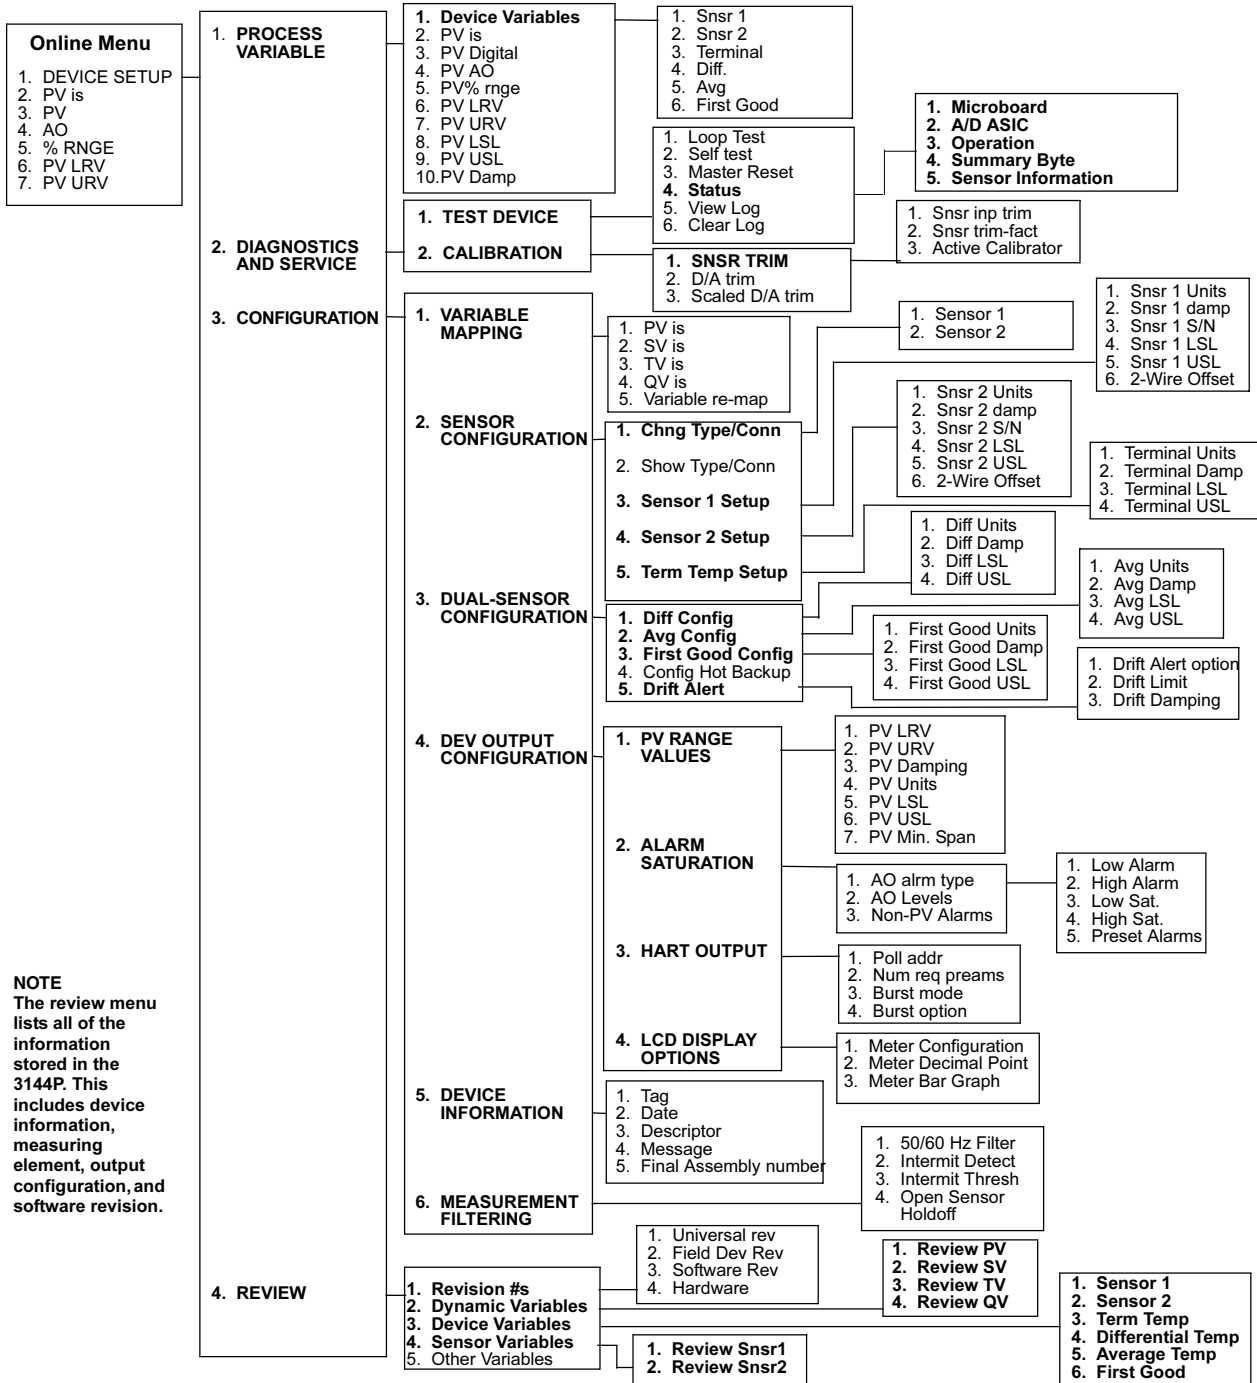 Online Menu
1. DEVICE SETUP
2. PV is
3. PV
4. AO
5. % RNGE
6. PV LRV
7. PV URV
1. PROCESS
VARIABLE
2. DIAGNOSTICS
AND SERVICE
3. CONFIGURATION
4. REVIEW
1. Device Variables
2. PV is
3. PV Digital
4. PV AO
5. PV% rnge
6. PV LRV
7. PV URV
8. PV LSL
9. PV USL
10.PV Damp
1. Snsr 1
2. Snsr 2
3. Terminal
4. Diff.
5. Avg
6. First Good
1. TEST DEVICE
2. CALIBRATION
1. Loop Test
2. Self test
3. Master Reset
4. Status
5. View Log
6. Clear Log
1. Microboard
2. A/D ASIC
3. Operation
4. Summary Byte
5. Sensor Information
1. SNSR TRIM
2. D/A trim
3. Scaled D/A trim
1. Snsr inp trim
2. Snsr trim-fact
3. Active Calibrator
1. VARIABLE
MAPPING
2. SENSOR
CONFIGURATION
3. DUAL-SENSOR
CONFIGURATION
4. DEV OUTPUT
CONFIGURATION
5. DEVICE
INFORMATION
6. MEASUREMENT
FILTERING
1. PV is
2. SV is
3. TV is
4. QV is
5. Variable re-map
1. Chng Type/Conn
2. Show Type/Conn
3. Sensor 1 Setup
4. Sensor 2 Setup
5. Term Temp Setup
1. Sensor 1
2. Sensor 2
1. Snsr 1 Units
2. Snsr 1 damp
3. Snsr 1 S/N
4. Snsr 1 LSL
5. Snsr 1 USL
6. 2-Wire Offset
1. Snsr 2 Units
2. Snsr 2 damp
3. Snsr 2 S/N
4. Snsr 2 LSL
5. Snsr 2 USL
6. 2-Wire Offset
1. Terminal Units
2. Terminal Damp
3. Terminal LSL
4. Terminal USL
1. Diff Config
2. Avg Config
3. First Good Config
4. Config Hot Backup
5. Drift Alert
1. Diff Units
2. Diff Damp
3. Diff LSL
4. Diff USL
1. Avg Units
2. Avg Damp
3. Avg LSL
4. Avg USL
1. First Good Units
2. First Good Damp
3. First Good LSL
4. First Good USL
1. Drift Alert option
2. Drift Limit
3. Drift Damping
1. PV RANGE
VALUES
2. ALARM
SATURATION
3. HART OUTPUT
4. LCD DISPLAY
OPTIONS
1. PV LRV
2. PV URV
3. PV Damping
4. PV Units
5. PV LSL
6. PV USL
7. PV Min. Span
1. AO alrm type
2. AO Levels
3. Non-PV Alarms
1. Low Alarm
2. High Alarm
3. Low Sat.
4. High Sat.
5. Preset Alarms
1. Poll addr
2. Num req preams
3. Burst mode
4. Burst option
1. Meter Configuration
2. Meter Decimal Point
3. Meter Bar Graph
1. Tag
2. Date
3. Descriptor
4. Message
5. Final Assembly number
1. 50/60 Hz Filter
2. Intermit Detect
3. Intermit Thresh
4. Open Sensor
Holdoff
1. Revision #s
2. Dynamic Variables
3. Device Variables
4. Sensor Variables
5. Other Variables
1. Universal rev
2. Field Dev Rev
3. Software Rev
4. Hardware
1. Review PV
2. Review SV
3. Review TV
4. Review QV
1. Sensor 1
2. Sensor 2
3. Term Temp
4. Differential Temp
5. Average Temp
6. First Good
1. Review Snsr1
2. Review Snsr2
NOTE
The review menu
lists all of the
information
stored in the
3144P. This
includes device
information,
measuring
element, output
configuration, and
software revision.